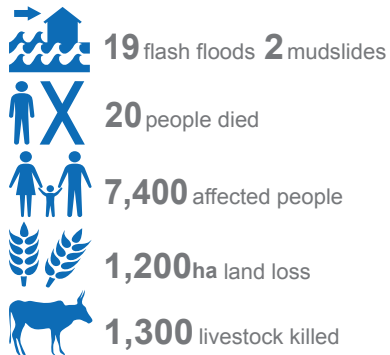 19 flash floods 2 mudslides
20 people died
7,400 affected people
1,200ha land loss
1,300 livestock killed